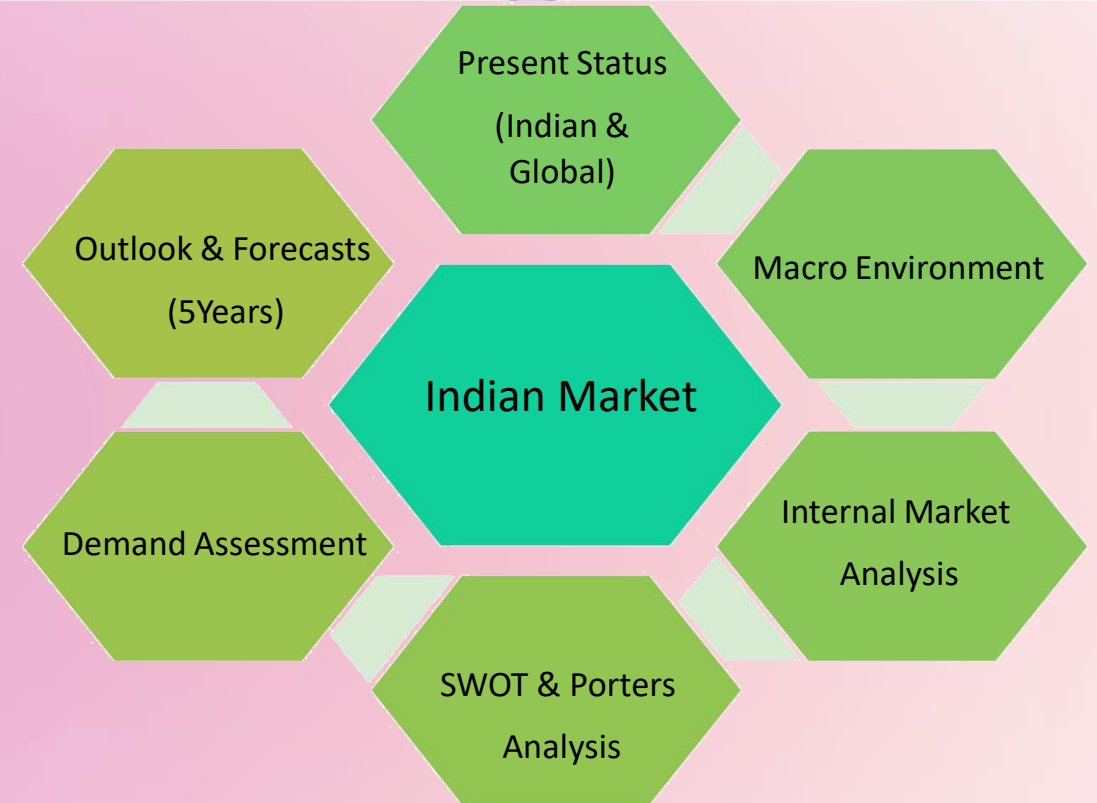 Present Status
(Indian &
Global)
Macro Environment
Internal Market
Analysis
SWOT & Porters
Analysis
Demand Assessment
Outlook & Forecasts
(5Years)
Indian Market